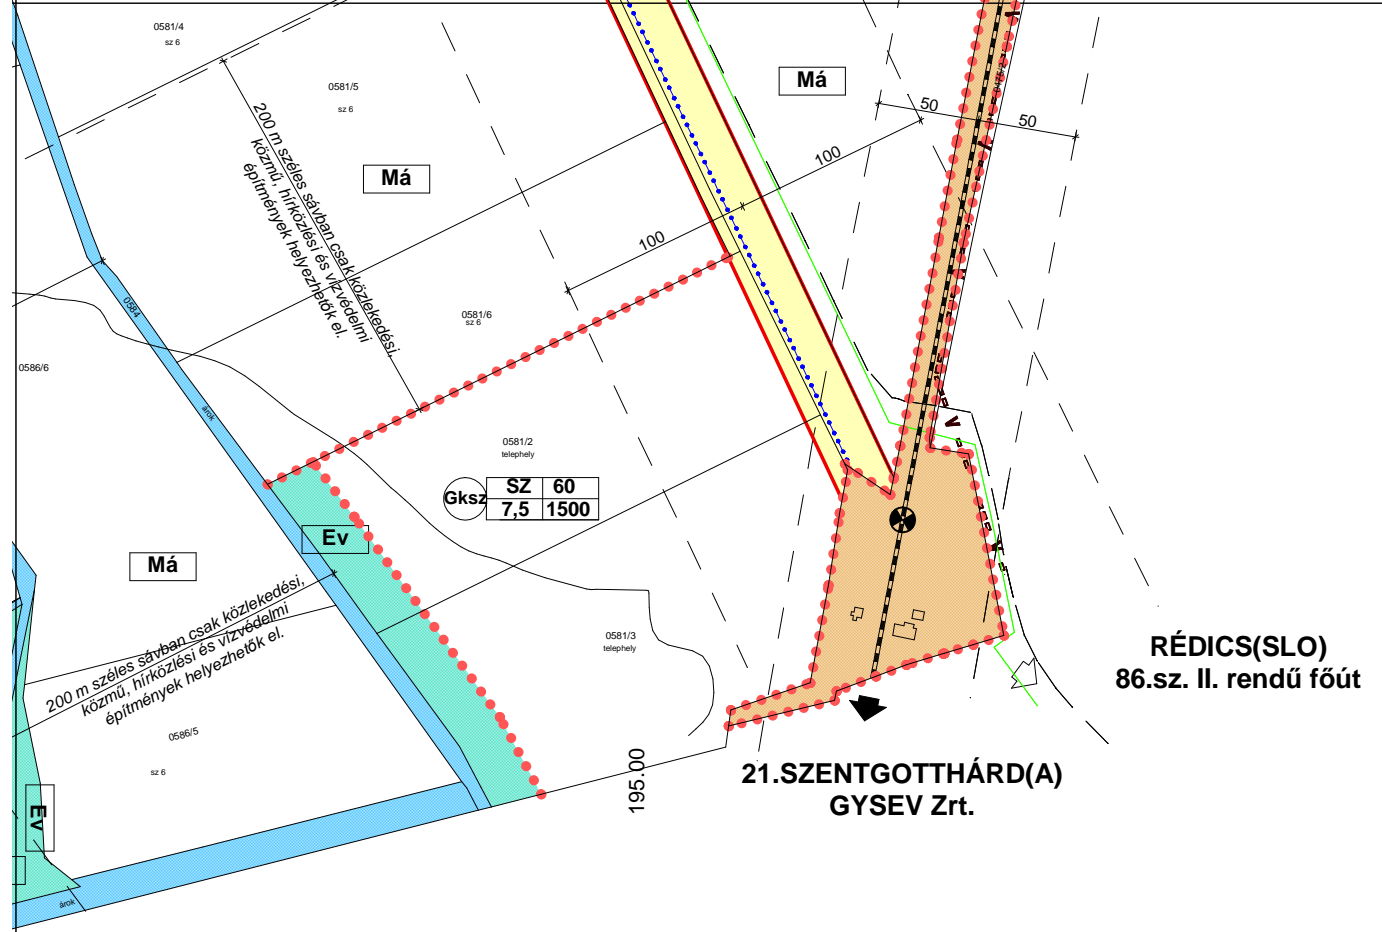 0581/4
sz 6
0581/5
sz 6
Má
Má
50
50
100
100
200 m széles sávban csak közlekedési,
közmű, hírközlési és vízvédelmi
építmények helyezhetők el.
0584
0586/6
0581/6
sz 6
árok
0581/2
telephely
Gksz
SZ 60
7,5 1500
Ev
Má
200 m széles sávban csak közlekedési,
közmű, hírközlési és vízvédelmi
építmények helyezhetők el.
0581/3
telephely
V
V
RÉDICS(SLO)
86.sz. II. rendű főút
0586/5
sz 6
195.00
21.SZENTGOTTHÁRD(A)
GYSEV Zrt.
Ev
árok